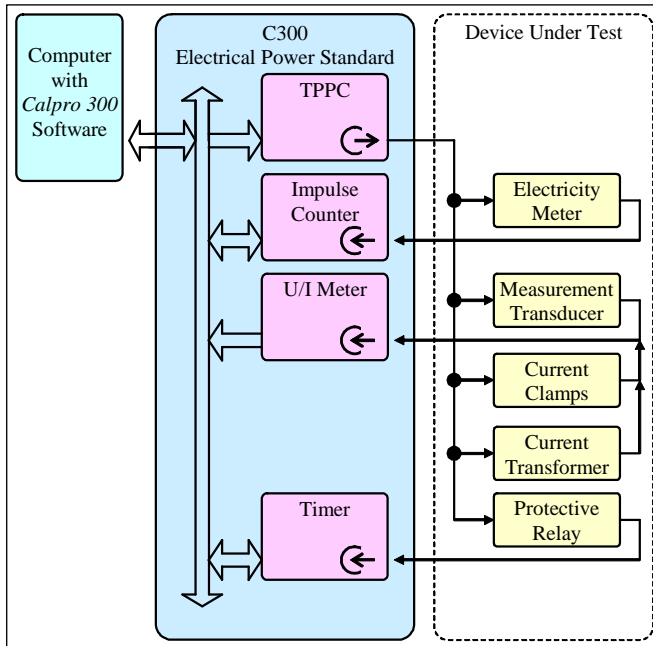 Computer
with
Calpro 300
Software
C300
Electrical Power Standard
TPPC
Impulse
Counter
U/I Meter
Timer
Device Under Test
Electricity
Meter
Measurement
Transducer
Current
Clamps
Current
Transformer
Protective
Relay